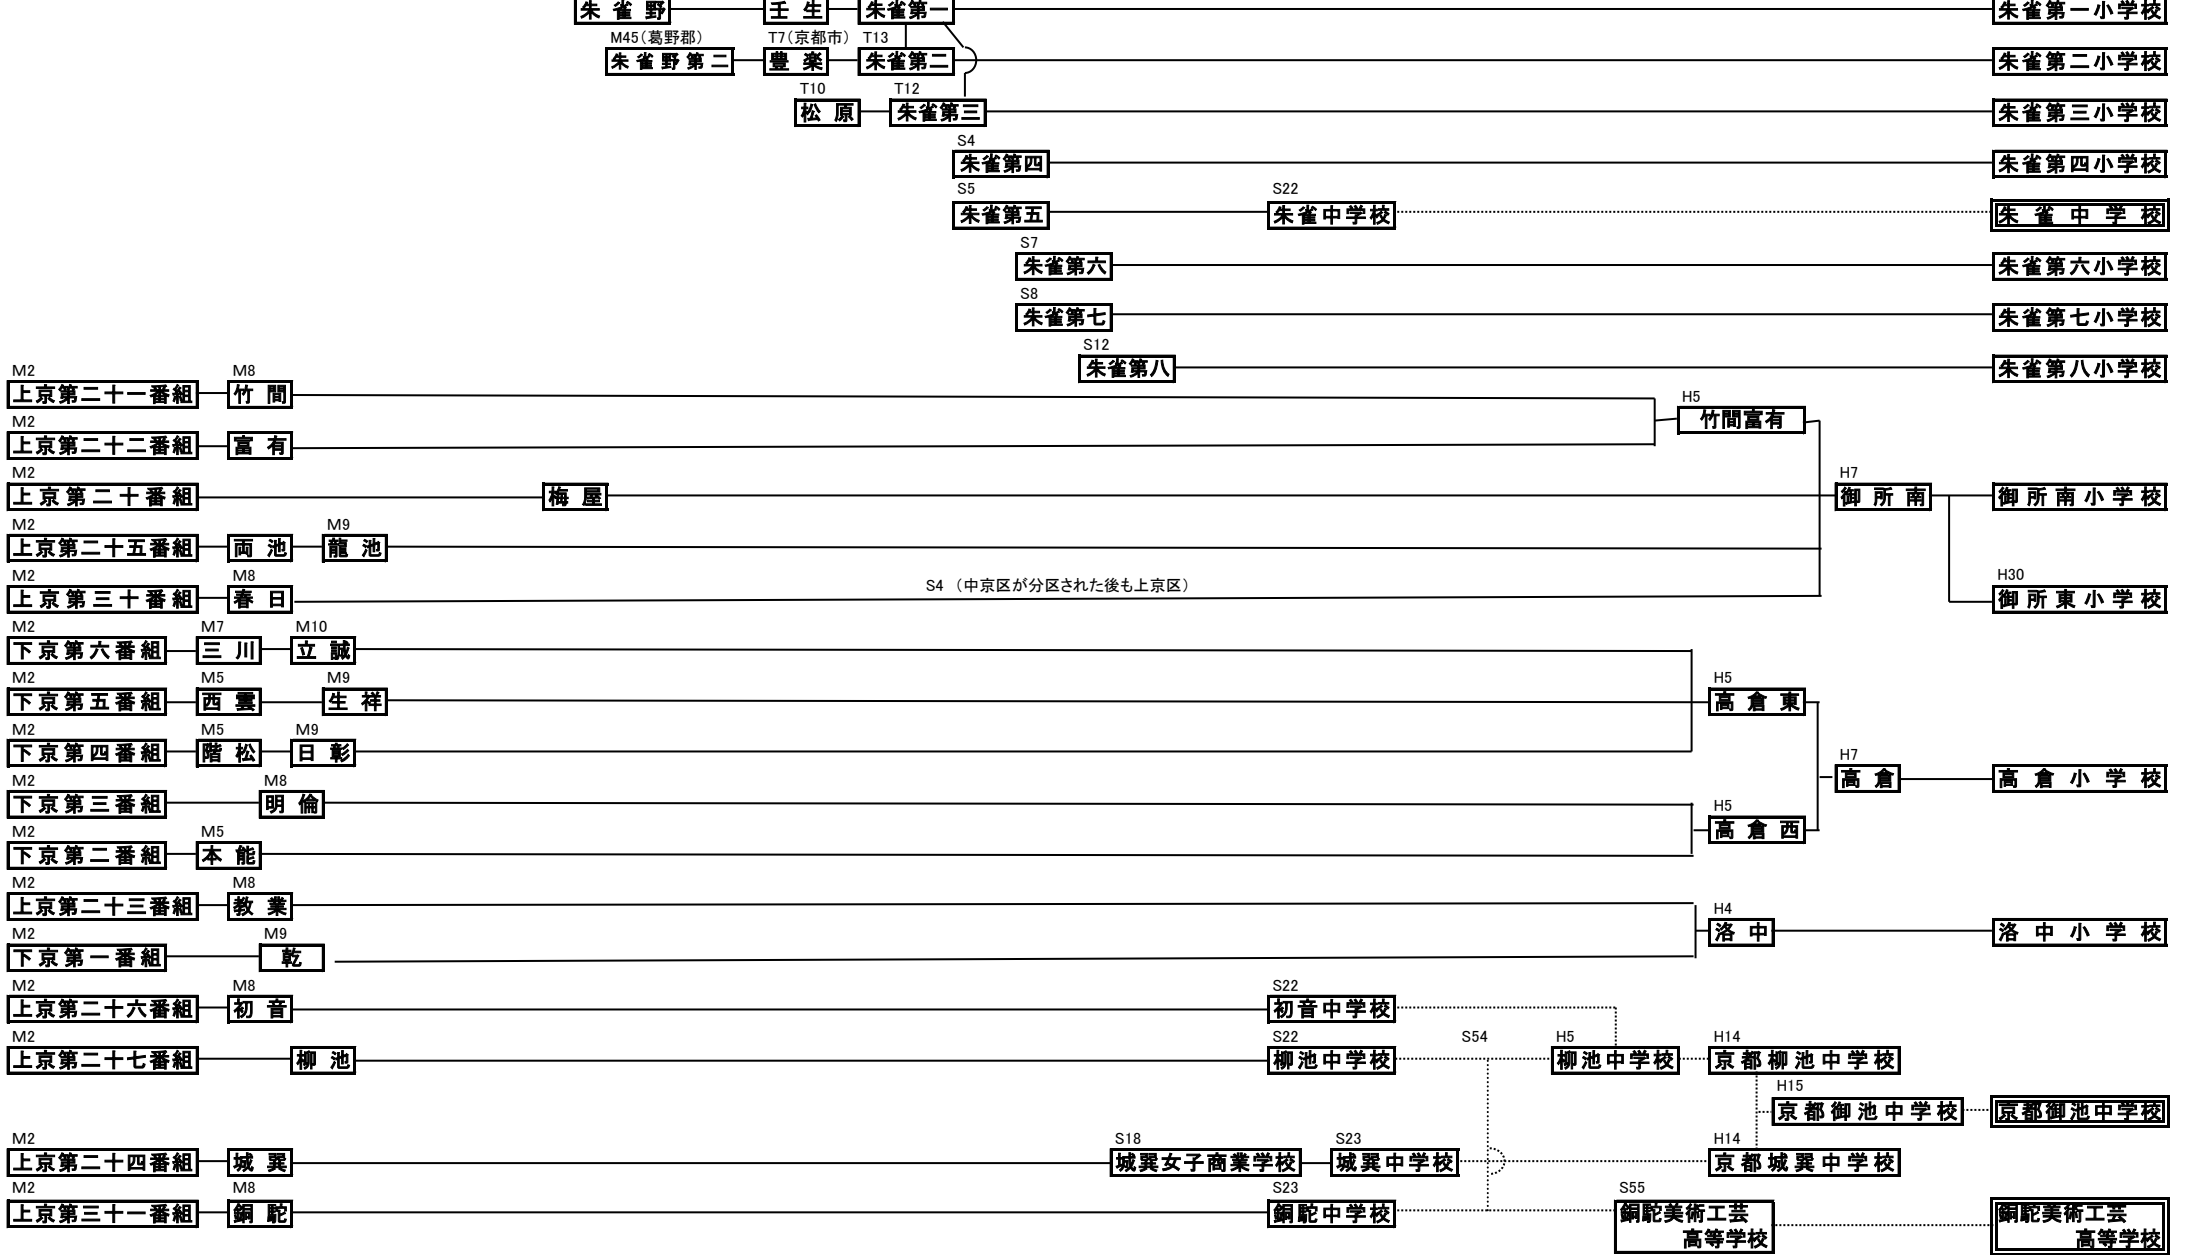 朱雀野 壬生 朱雀第一 朱雀第一小学校
M45（葛野郡） T7（京都市） T13
朱雀野第二 豊楽 朱雀第二 朱雀第二小学校
T10 T12
松原 朱雀第三 朱雀第三小学校
S4
朱雀第四 朱雀第四小学校
S5 S22
朱雀第五 朱雀中学校 朱雀中学校
S7
朱雀第六 朱雀第六小学校
S8
朱雀第七 朱雀第七小学校
S12
朱雀第八 朱雀第八小学校
M2 M8
上京第二十一番組 竹間
H5
竹間富有
M2
上京第二十二番組 富有
M2 H7
上京第二十番組 梅屋 御所南 御所南小学校
M2 M9
上京第二十五番組 両池 龍池
M2 M8 S4 （中京区が分区された後も上京区） H30
上京第三十番組 春日 御所東小学校
M2 M7 M10
下京第六番組 三川 立誠
M2 M5 M9 H5
下京第五番組 西雲 生祥 高倉東
M2 M5 M9
下京第四番組 階松 日彰
H7
高倉 高倉小学校
M2 M8
下京第三番組 明倫
H5
高倉西
M2 M5
下京第二番組 本能
M2 M8
上京第二十三番組 教業
H4
洛中 洛中小学校
M2 M9
下京第一番組 乾
M2 M8 S22
上京第二十六番組 初音 初音中学校
M2 S22 S54 H5 H14
上京第二十七番組 柳池 柳池中学校 柳池中学校 京都柳池中学校
H15
京都御池中学校 京都御池中学校
M2 S18 S23 H14
上京第二十四番組 城巽 城巽女子商業学校 城巽中学校 京都城巽中学校
M2 M8 S23 S55
上京第三十一番組 銅駝 銅駝中学校 銅駝美術工芸 銅駝美術工芸
高等学校 高等学校